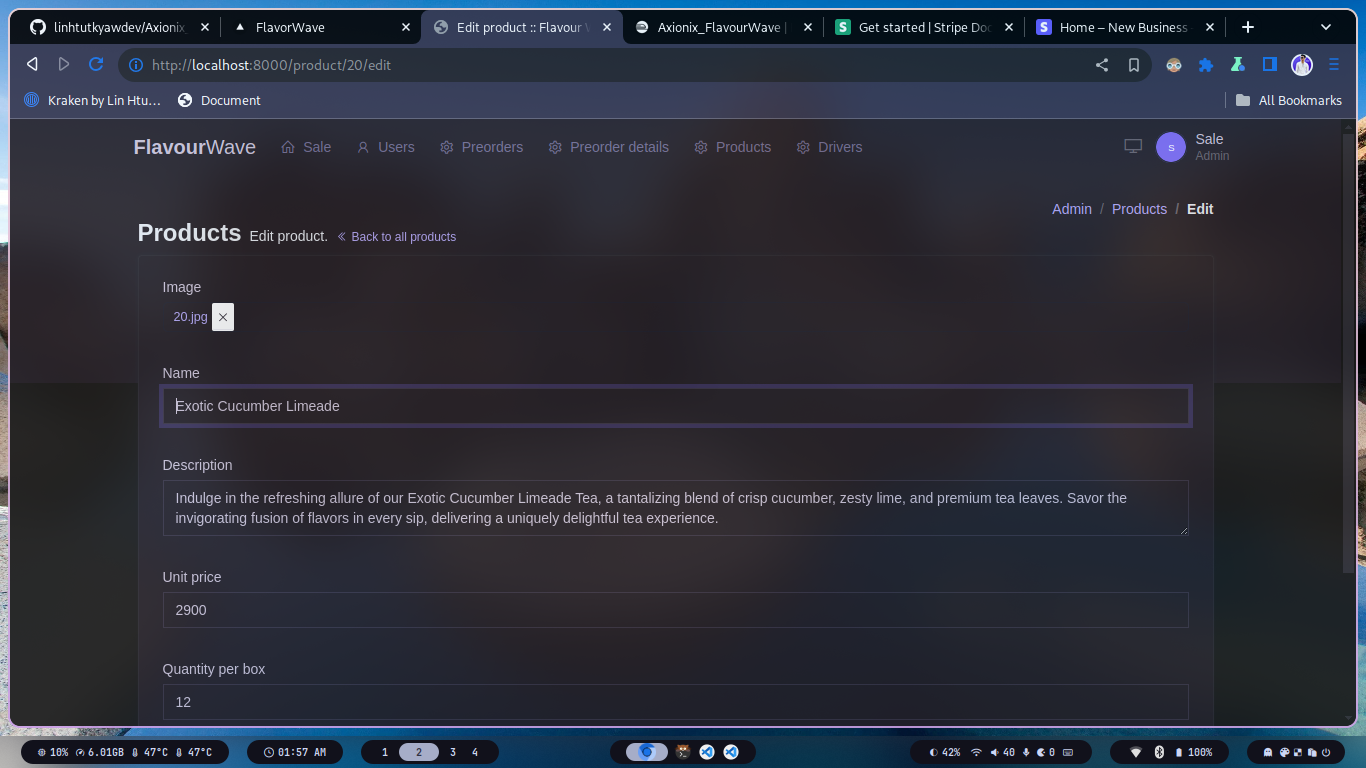 linhtutkyawdev/Axionix_
FlavorWave
Edit product :: Flavour W
Axionix_FlavourWave |
Get started | Stripe Doc
Home – New Business
http://localhost:8000/product/20/edit
Kraken by Lin Htu…
Document
All Bookmarks
FlavourWave
Sale
Users
Preorders
Preorder details
Products
Drivers
S
Sale
Admin
Admin / Products / Edit
Products Edit product. « Back to all products
Image
20.jpg
Name
Exotic Cucumber Limeade
Description
Indulge in the refreshing allure of our Exotic Cucumber Limeade Tea, a tantalizing blend of crisp cucumber, zesty lime, and premium tea leaves. Savor the
invigorating fusion of flavors in every sip, delivering a uniquely delightful tea experience.
Unit price
2900
Quantity per box
12
10% 6.01GB 47°C 47°C
01:57 AM
1 2 3 4
42% 40 0
100%